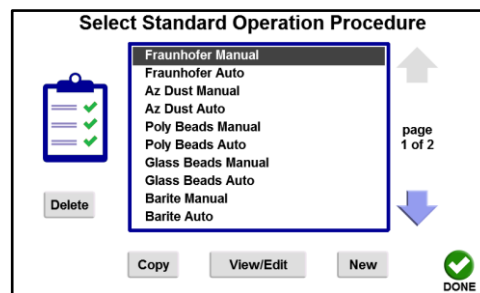 Select Standard Operation Procedure
Fraunhofer Manual
Fraunhofer Auto
Az Dust Manual
Az Dust Auto
Poly Beads Manual
Poly Beads Auto
Glass Beads Manual
Glass Beads Auto
Barite Manual
Barite Auto
page
1 of 2
Delete
Copy
View/Edit
New
DONE